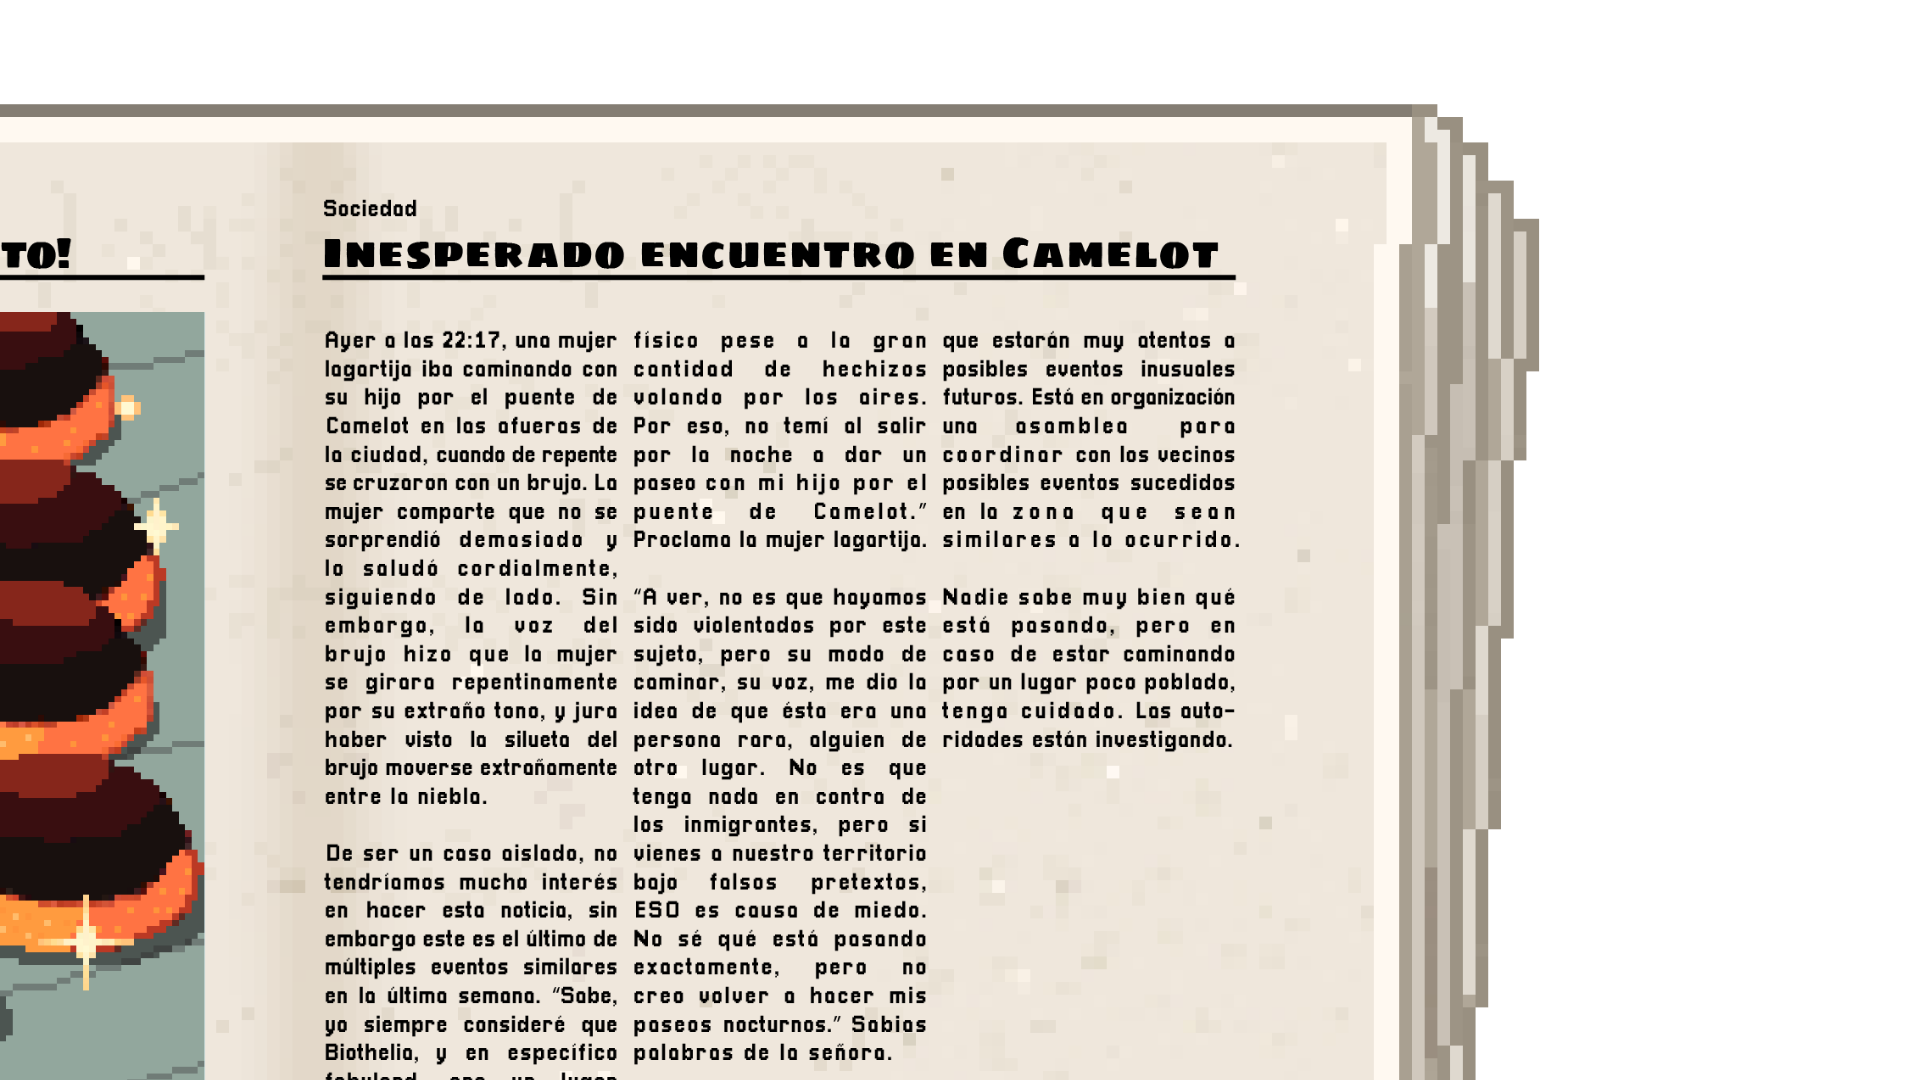 TO!
Sociedad
Inesperado encuentro en Camelot
Ayer a las 22:17, una mujer
lagartija iba caminando con
su hijo por el puente de
Camelot en las afueras de
la ciudad, cuando de repente
se cruzaron con un brujo. La
mujer comparte que no se
sorprendió demasiado y
lo saludó cordialmente,
siguiendo de lado. Sin
embargo, la voz del
brujo hizo que la mujer
se girara repentinamente
por su extraño tono, y jura
haber visto la silueta del
brujo moverse extrañamente
entre la niebla.
De ser un caso aislado, no
tendríamos mucho interés
en hacer esta noticia, sin
embargo este es el último de
múltiples eventos similares
en la última semana. "Sabe,
yo siempre consideré que
Biothelia, y en específico
físico pese a la gran
cantidad de hechizos
volando por los aires.
Por eso, no temí al salir
por la noche a dar un
paseo con mi hijo por el
puente de Camelot."
Proclama la mujer lagartija.
"A ver, no es que hayamos
sido violentados por este
sujeto, pero su modo de
caminar, su voz, me dio la
idea de que ésta era una
persona rara, alguien de
otro lugar. No es que
tenga nada en contra de
los inmigrantes, pero si
vienes a nuestro territorio
bajo falsos pretextos,
ESO es causa de miedo.
No sé qué está pasando
exactamente, pero no
creo volver a hacer mis
paseos nocturnos." Sabias
palabras de la señora.
que estarán muy atentos a
posibles eventos inusuales
futuros. Está en organización
una asamblea para
coordinar con los vecinos
posibles eventos sucedidos
en la zona que sean
similares a lo ocurrido.
Nadie sabe muy bien qué
está pasando, pero en
caso de estar caminando
por un lugar poco poblado,
tenga cuidado. Las auto-
ridades están investigando.